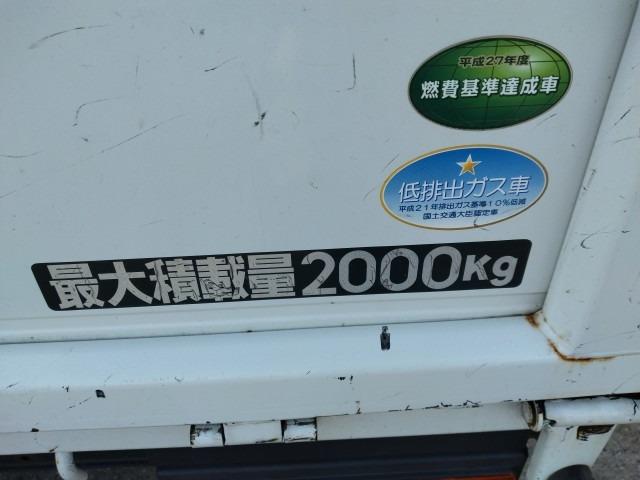 平成27年度
燃費基準達成車
低排出ガス車
平成21年排出ガス基準10%低減
国土交通大臣認定車
最大積載量2000Kg